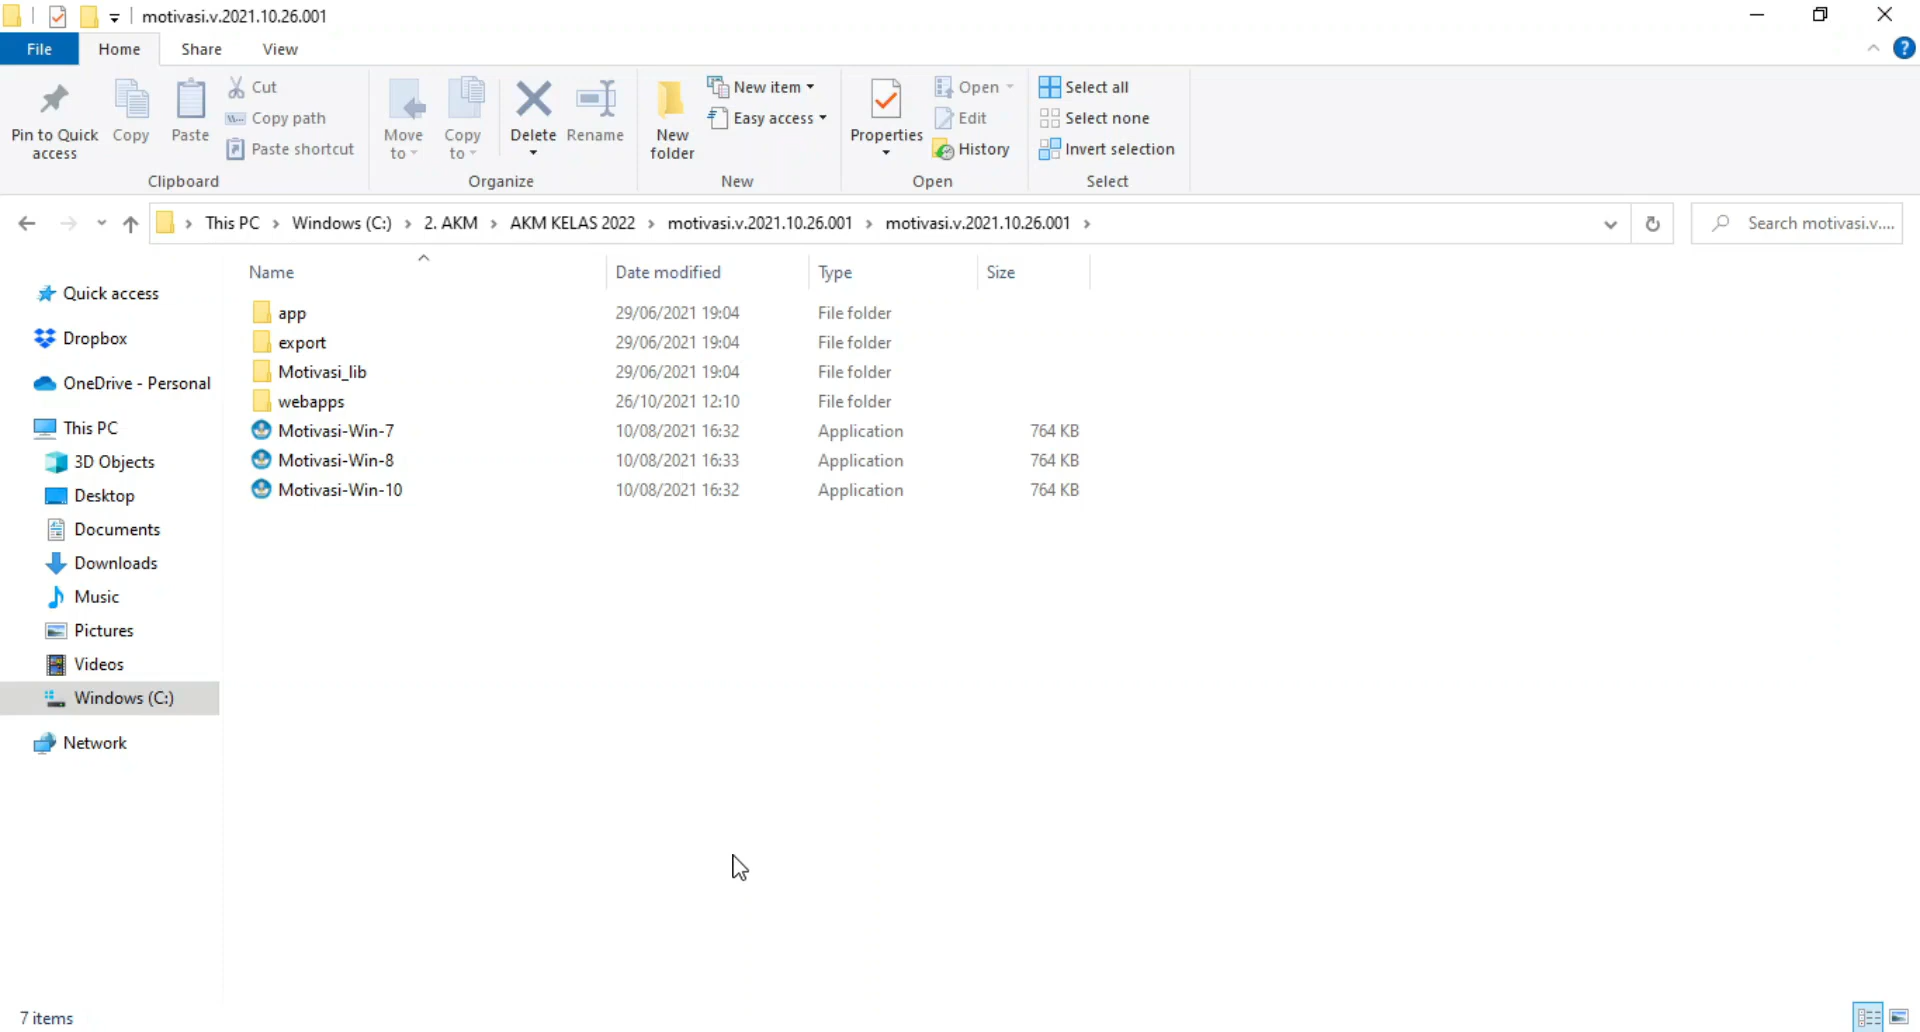 motivasi.v.2021.10.26.001
File Home Share View
Pin to Quick access
Copy
Paste
Cut
Copy path
Paste shortcut
Clipboard
Move to
Copy to
Delete
Rename
Organize
New folder
New item
Easy access
New
Properties
Open
Edit
History
Open
Select all
Select none
Invert selection
Select
This PC Windows (C:) 2. AKM AKM KELAS 2022 motivasi.v.2021.10.26.001 motivasi.v.2021.10.26.001
Search motivasi.v....
Quick access
Dropbox
OneDrive - Personal
This PC
3D Objects
Desktop
Documents
Downloads
Music
Pictures
Videos
Windows (C:)
Network
Name Date modified Type Size
app 29/06/2021 19:04 File folder
export 29/06/2021 19:04 File folder
Motivasi_lib 29/06/2021 19:04 File folder
webapps 26/10/2021 12:10 File folder
Motivasi-Win-7 10/08/2021 16:32 Application 764 KB
Motivasi-Win-8 10/08/2021 16:33 Application 764 KB
Motivasi-Win-10 10/08/2021 16:32 Application 764 KB
7 items